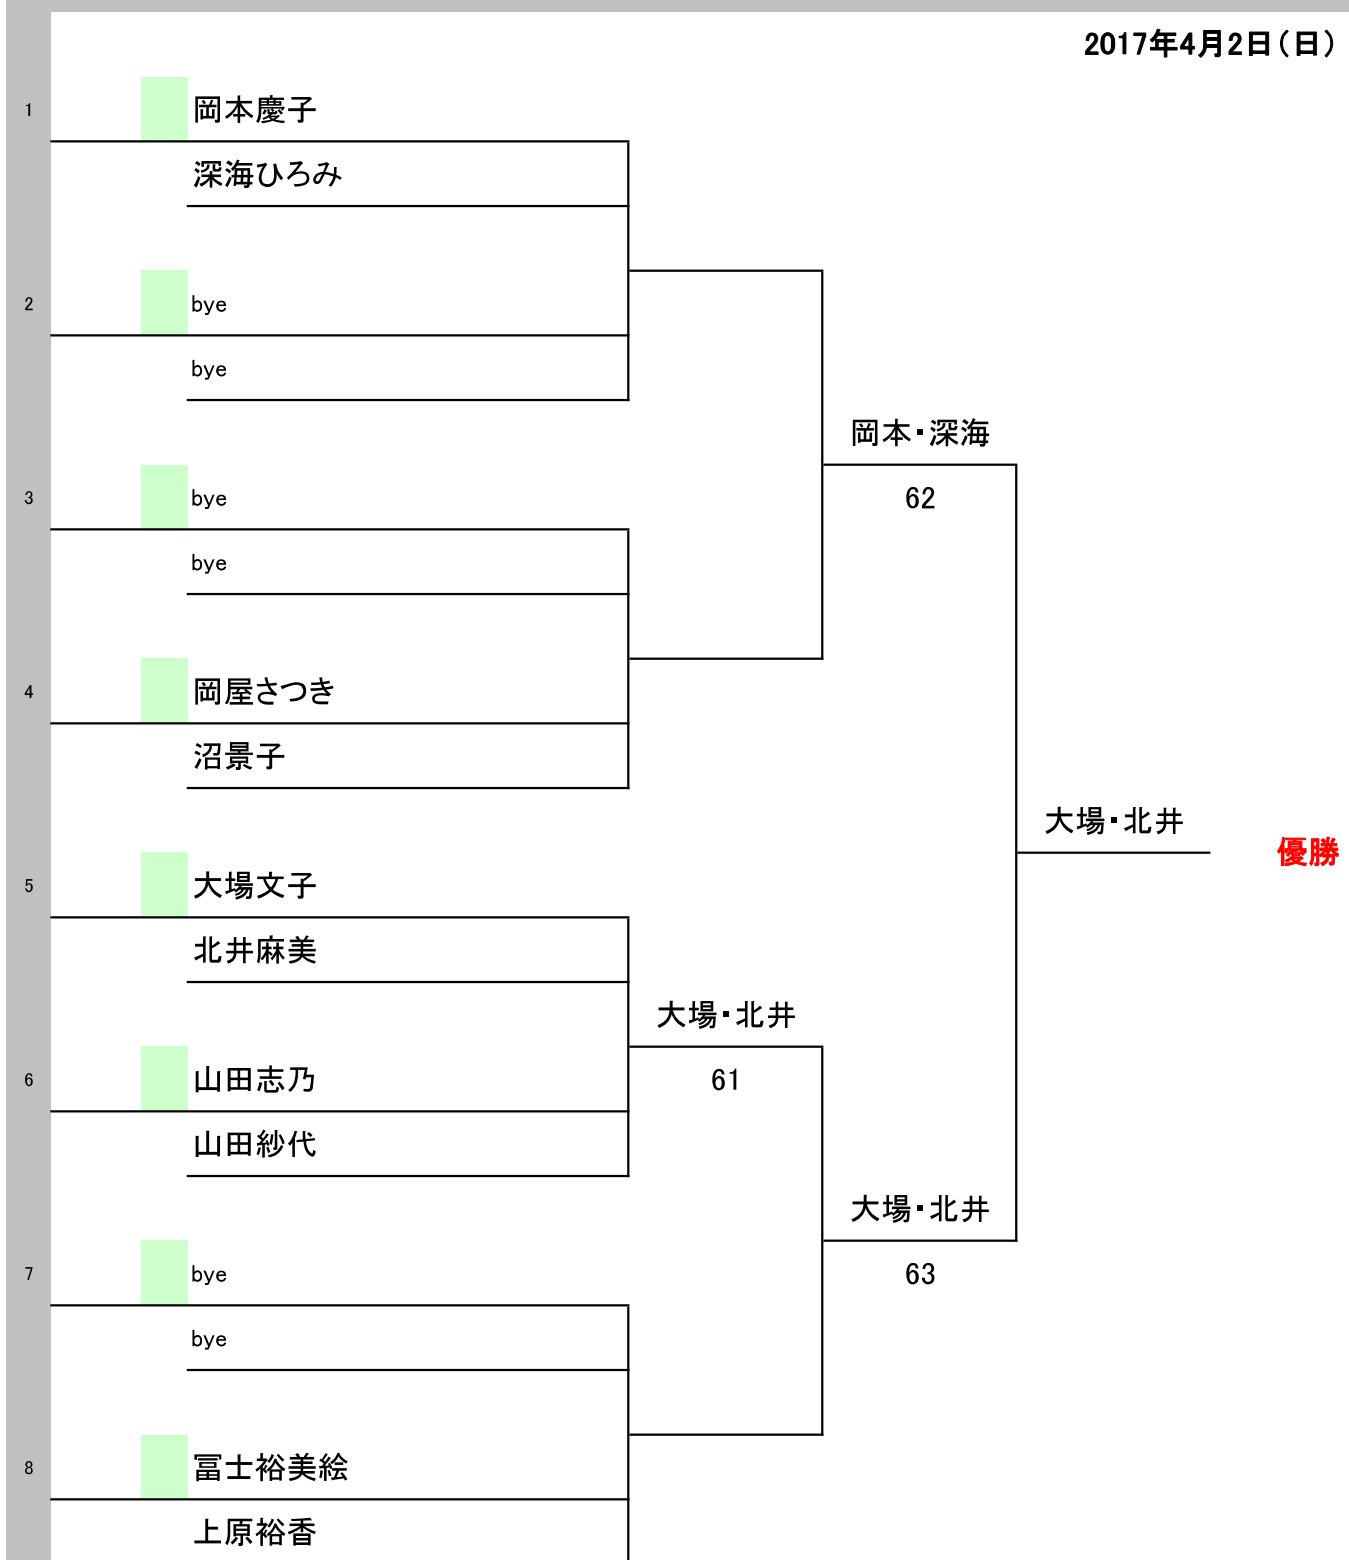 2017年4月2日（日）
1
岡本慶子
深海ひろみ
2
bye
bye
岡本・深海
3
bye
62
bye
4
岡屋さつき
沼景子
大場・北井
優勝
5
大場文子
北井麻美
大場・北井
6
山田志乃
61
山田紗代
大場・北井
7
bye
63
bye
8
冨士裕美絵
上原裕香